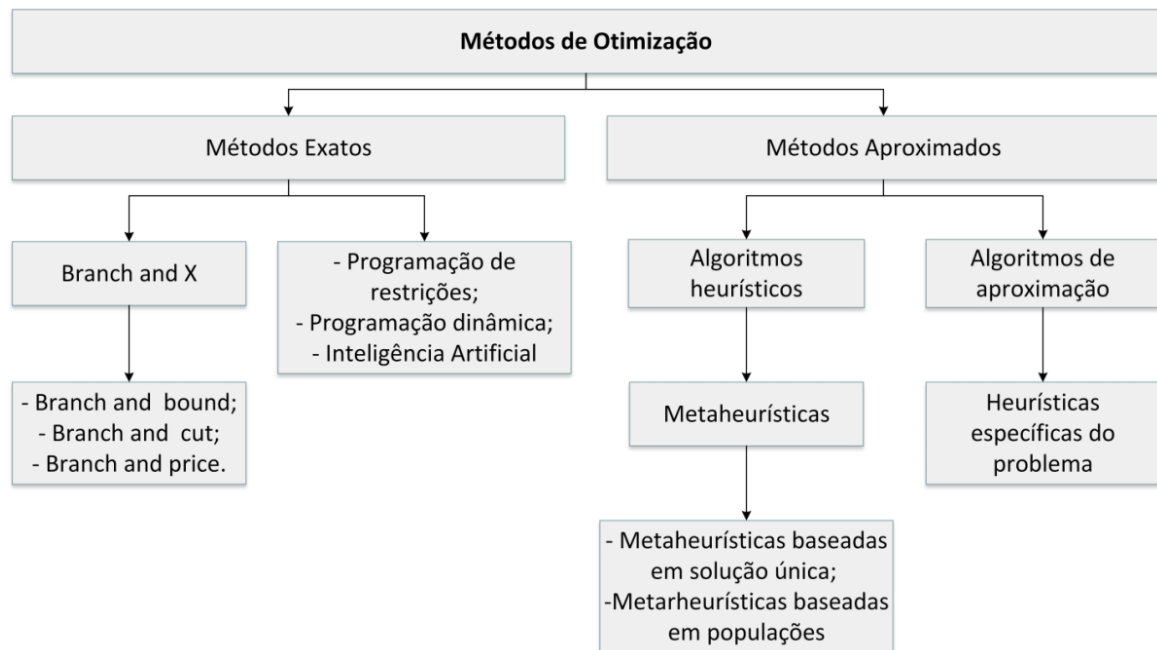 Métodos de Otimização
Métodos Exatos
Métodos Aproximados
Branch and X
- Programação de
restrições;
- Programação dinâmica;
- Inteligência Artificial
Algoritmos
heurísticos
Algoritmos de
aproximação
- Branch and  bound;
- Branch and  cut;
- Branch and price.
Metaheurísticas
Heurísticas
específicas do
problema
- Metaheurísticas baseadas
em solução única;
-Metarheurísticas baseadas
em populações